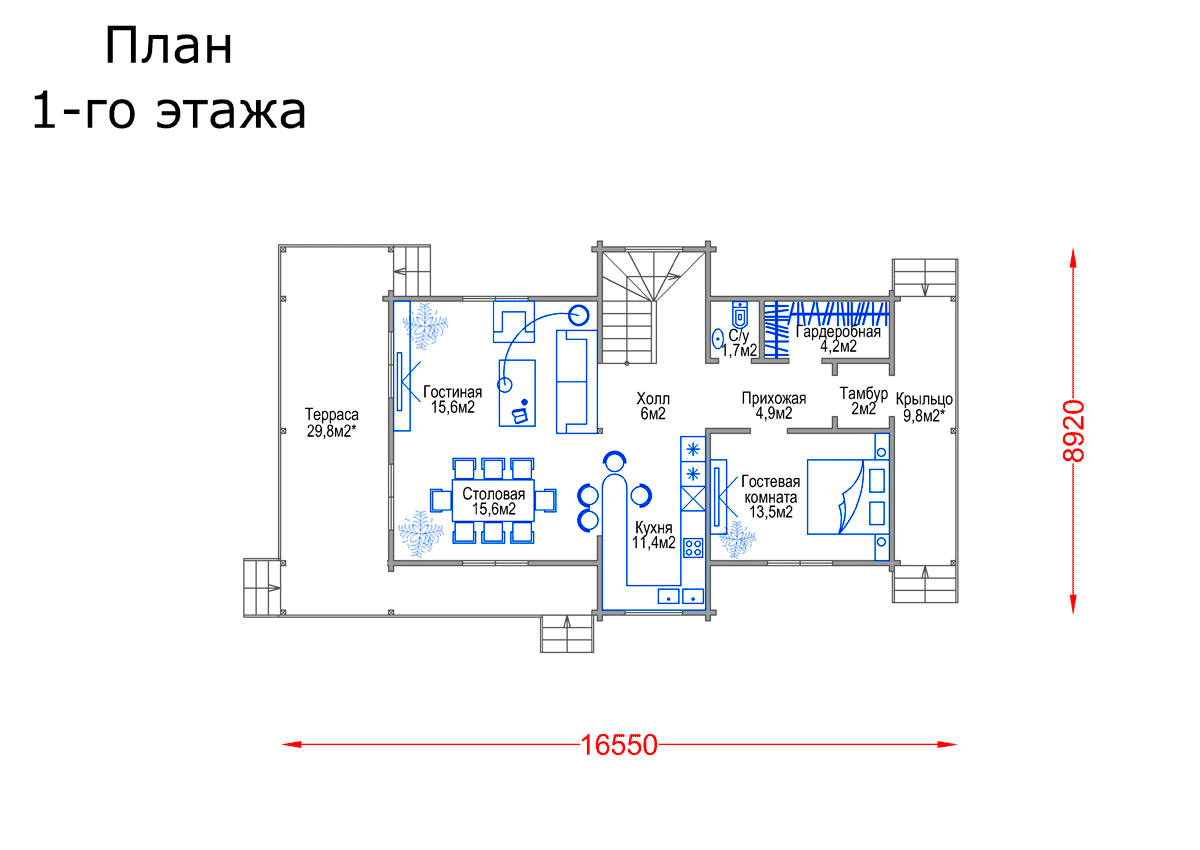 План
1-го этажа
С/у
1,7м2
Гардеробная
4,2м2
Гостиная
15,6м2
Холл
6м2
Прихожая
4,9м2
Тамбур
2м2
Крыльцо
9,8м2*
Терраса
29,8м2*
8920
Столовая
15,6м2
Кухня
11,4м2
Гостевая
комната
13,5м2
16550